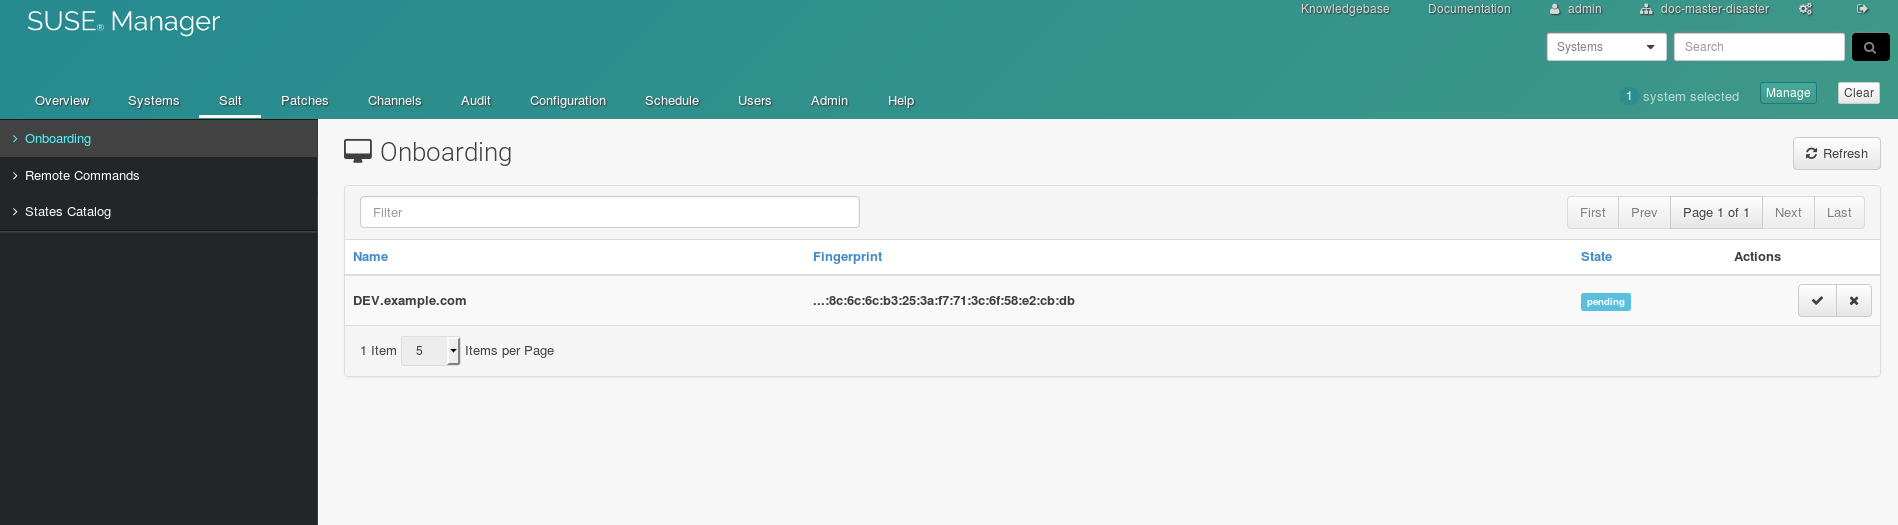 SUSE® Manager
Knowledgebase Documentation admin doc-master-disaster
Systems Search
Overview Systems Salt Patches Channels Audit Configuration Schedule Users Admin Help
1 system selected Manage Clear
Onboarding
Remote Commands
States Catalog
Onboarding
Refresh
Filter
First Prev Page 1 of 1 Next Last
Name Fingerprint State Actions
DEV.example.com ...:8c:6c:6c:b3:25:3a:f7:71:3c:6f:58:e2:cb:db pending
1 Item 5 Items per Page